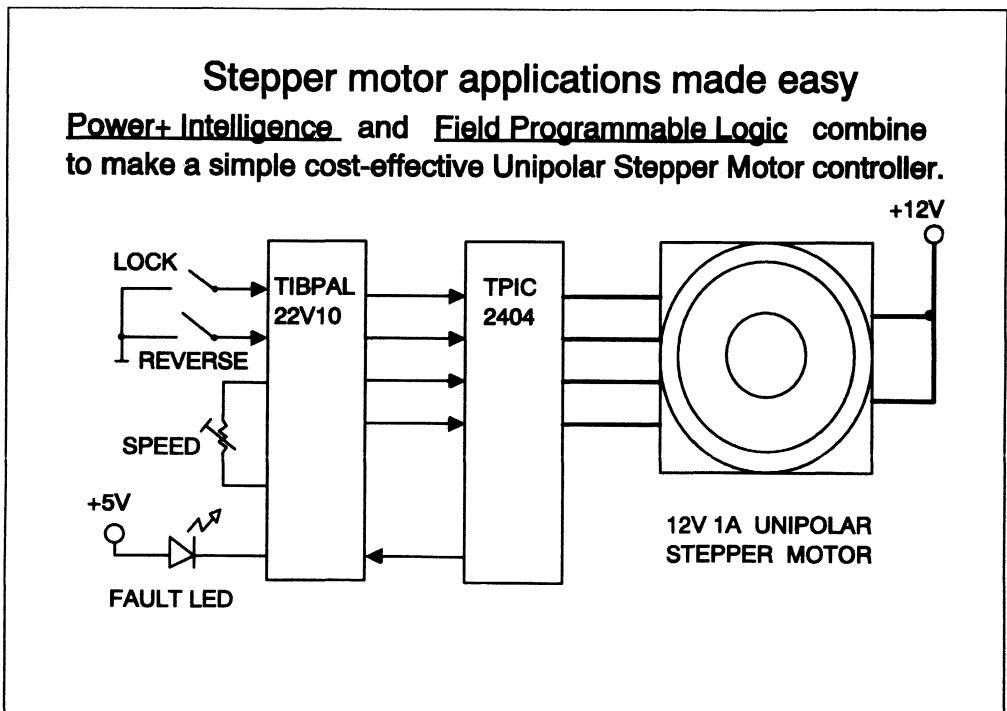 Stepper motor applications made easy
Power+ Intelligence and Field Programmable Logic combine
to make a simple cost-effective Unipolar Stepper Motor controller.
+12V
LOCK
TIBPAL
22V10
TPIC
2404
REVERSE
SPEED
+5V
FAULT LED
12V 1A UNIPOLAR
STEPPER MOTOR